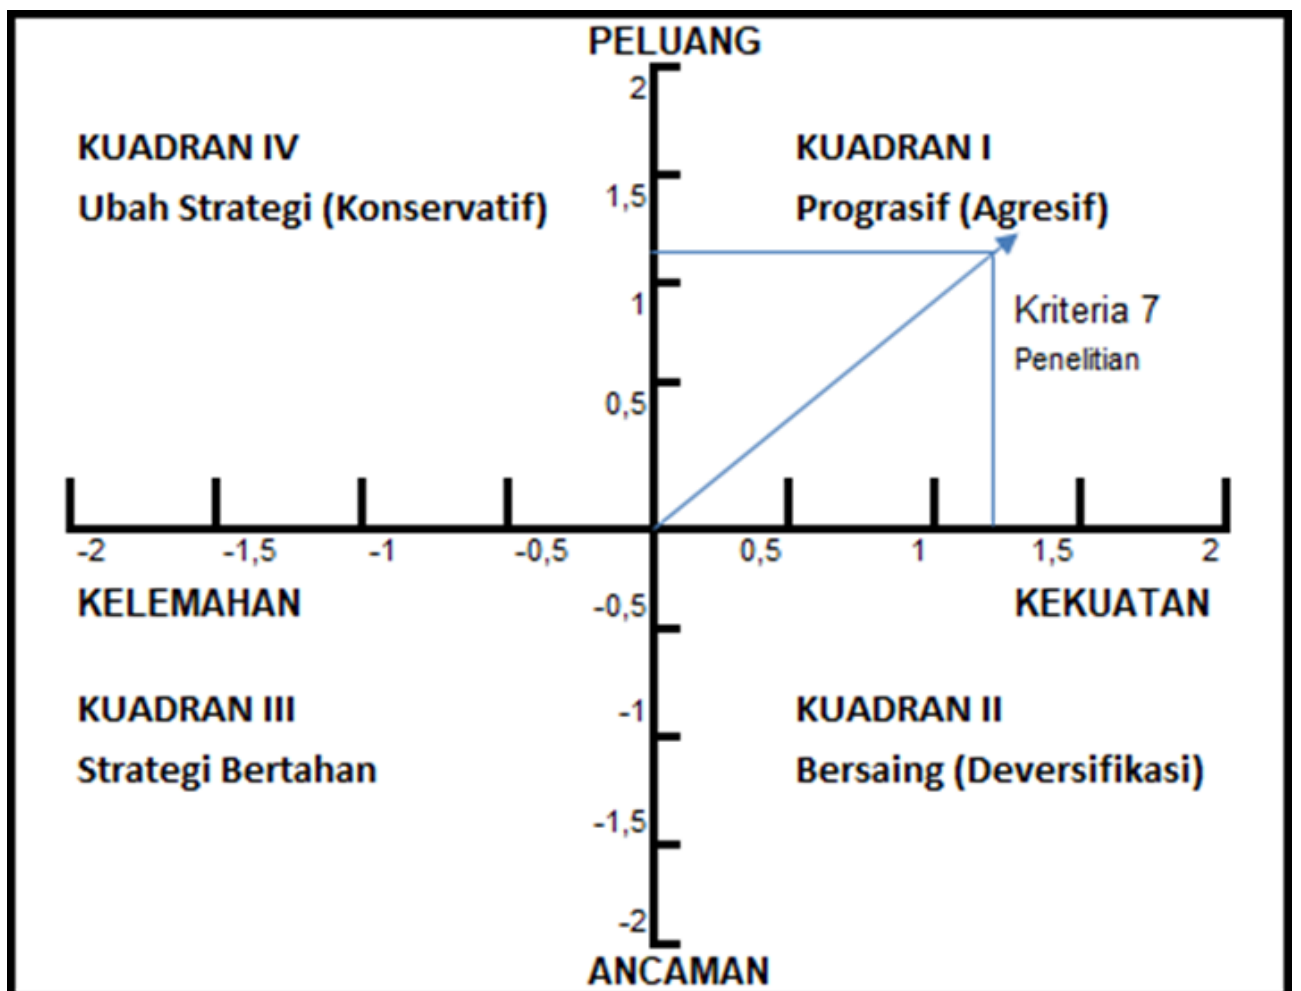 PELUANG
2
KUADRAN IV
KUADRAN I
1,5
Ubah Strategi (Konservatif)
Prograsif (Agresif)
1
Kriteria 7
Penelitian
0,5
-2
-1,5
-1
-0,5
0,5
1
1,5
2
KELEMAHAN
-0,5
KEKUATAN
KUADRAN III
-1
KUADRAN II
Strategi Bertahan
Bersaing (Deversifikasi)
-1,5
-2
ANCAMAN